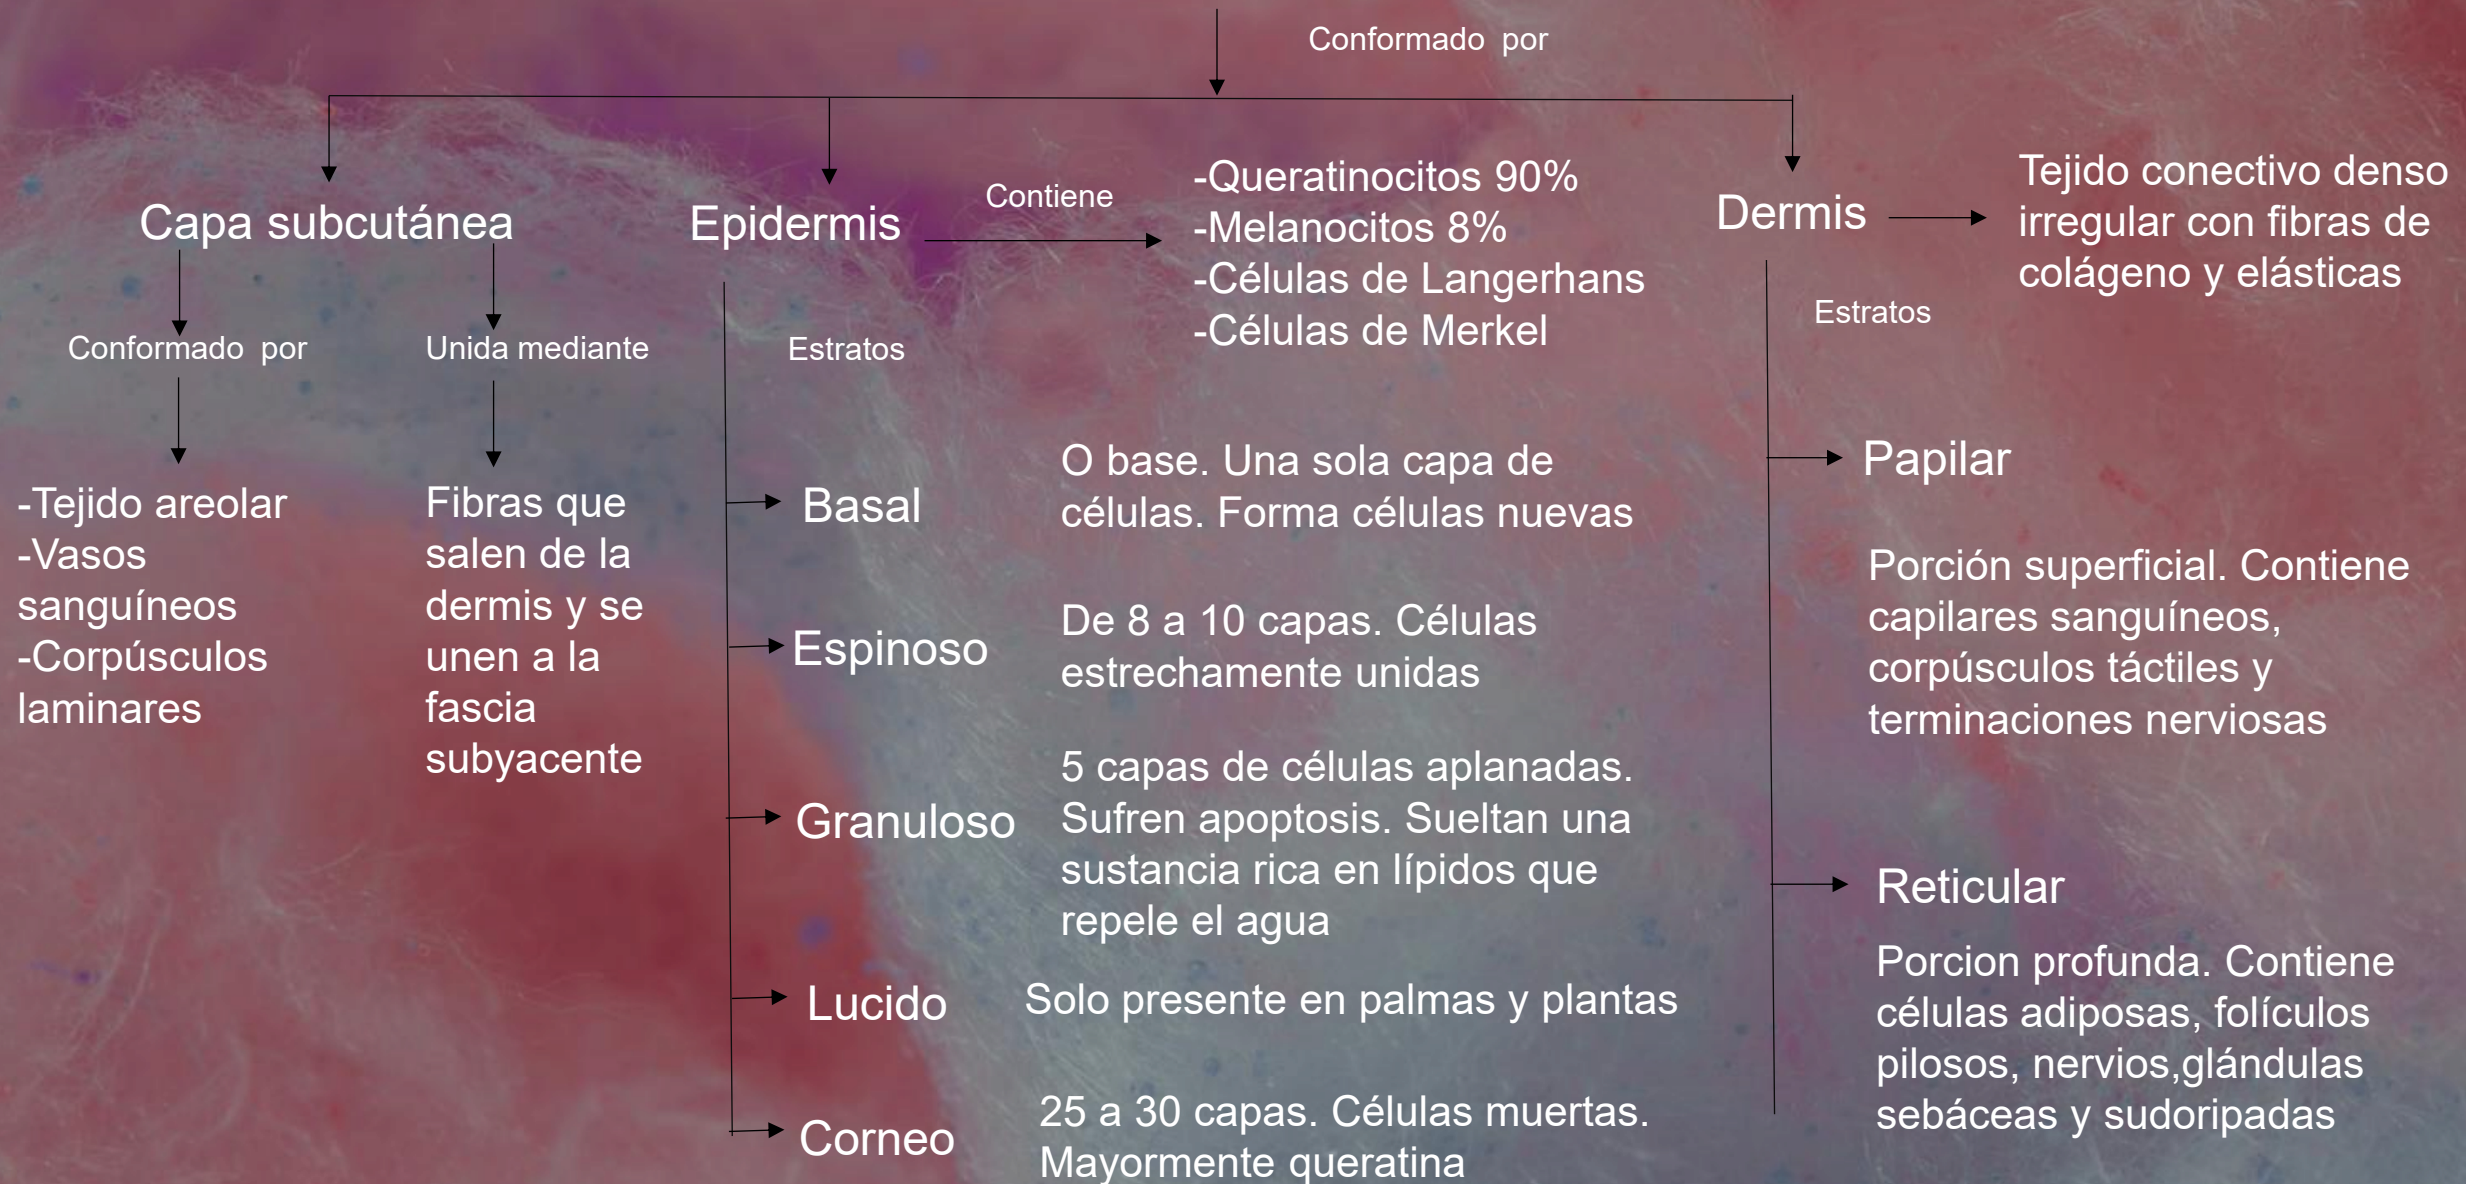 Conformado por
Capa subcutánea
Conformado por
-Tejido areolar
-Vasos
sanguíneos
-Corpúsculos
laminares
Unida mediante
Fibras que
salen de la
dermis y se
unen a la
fascia
subyacente
Epidermis
Contiene
-Queratinocitos 90%
-Melanocitos 8%
-Células de Langerhans
-Células de Merkel
Estratos
Basal
O base. Una sola capa de
células. Forma células nuevas
Espinoso
De 8 a 10 capas. Células
estrechamente unidas
Granuloso
5 capas de células aplanadas.
Sufren apoptosis. Sueltan una
sustancia rica en lípidos que
repele el agua
Lucido
Solo presente en palmas y plantas
Corneo
25 a 30 capas. Células muertas.
Mayormente queratina
Dermis
Tejido conectivo denso
irregular con fibras de
colágeno y elásticas
Estratos
Papilar
Porción superficial. Contiene
capilares sanguíneos,
corpúsculos táctiles y
terminaciones nerviosas
Reticular
Porcion profunda. Contiene
células adiposas, folículos
pilosos, nervios,glándulas
sebáceas y sudoripadas